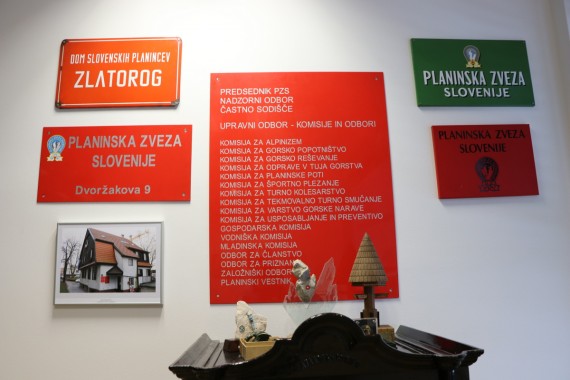 DOM SLOVENSKIH PLANINCEV
ZLATOROG
PLANINSKA ZVEZA
SLOVENIJE
Dvoržakova 9
PREDSEDNIK PZS
NADZORNI ODBOR
ČASTNO SODIŠČE
UPRAVNI ODBOR - KOMISIJE IN ODBORI
KOMISIJA ZA ALPINIZEM
KOMISIJA ZA GORSKO POPOTNIŠTVO
KOMISIJA ZA GORSKO REŠEVANJE
KOMISIJA ZA ODPRAVE V TUJA GORSTVA
KOMISIJA ZA PLANINSKE POTI
KOMISIJA ZA ŠPORTNO PLEZANJE
KOMISIJA ZA TURNO KOLESARSTVO
KOMISIJA ZA TEKMOVALNO TURNO SMUČANJE
KOMISIJA ZA VARSTVO GORSKE NARAVE
KOMISIJA ZA USPOSABLJANJE IN PREVENTIVO
GOSPODARSKA KOMISIJA
VODNIŠKA KOMISIJA
MLADINSKA KOMISIJA
ODBOR ZA ČLANSTVO
ODBOR ZA PRIZNAN
ZALOŽNIŠKI ODBOR
PLANINSKI VESTNIK
PLANINSKA ZVEZA
SLOVENIJE
PLANINSKA ZVEZA
SLOVENIJE